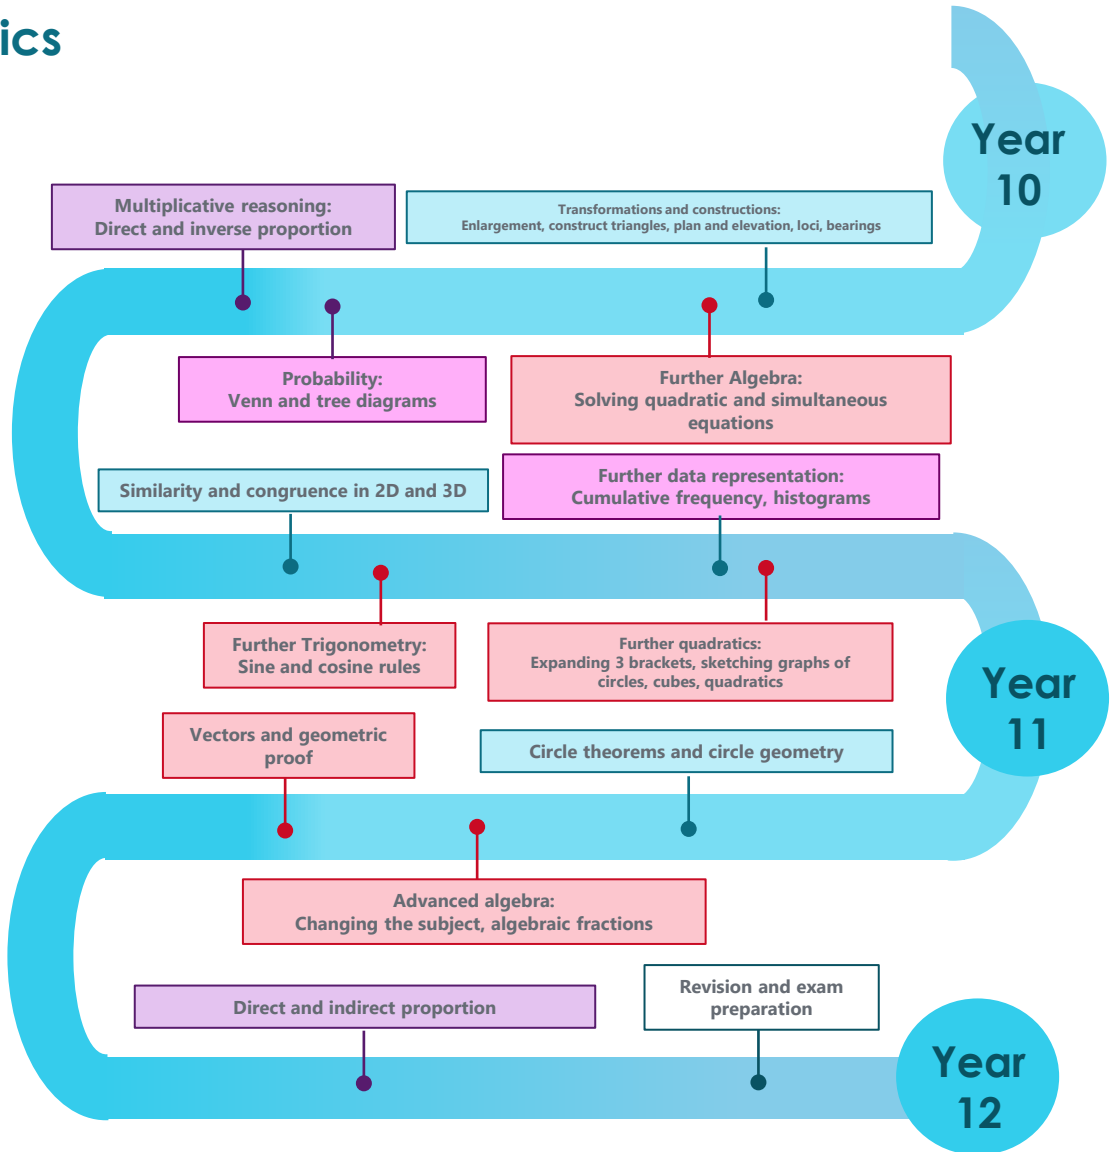 ics
Year
10
Multiplicative reasoning:
Direct and inverse proportion
Transformations and constructions:
Enlargement, construct triangles, plan and elevation, loci, bearings
Probability:
Venn and tree diagrams
Further Algebra:
Solving quadratic and simultaneous
equations
Similarity and congruence in 2D and 3D
Further data representation:
Cumulative frequency, histograms
Further Trigonometry:
Sine and cosine rules
Further quadratics:
Expanding 3 brackets, sketching graphs of
circles, cubes, quadratics
Year
11
Vectors and geometric
proof
Circle theorems and circle geometry
Advanced algebra:
Changing the subject, algebraic fractions
Direct and indirect proportion
Revision and exam
preparation
Year
12